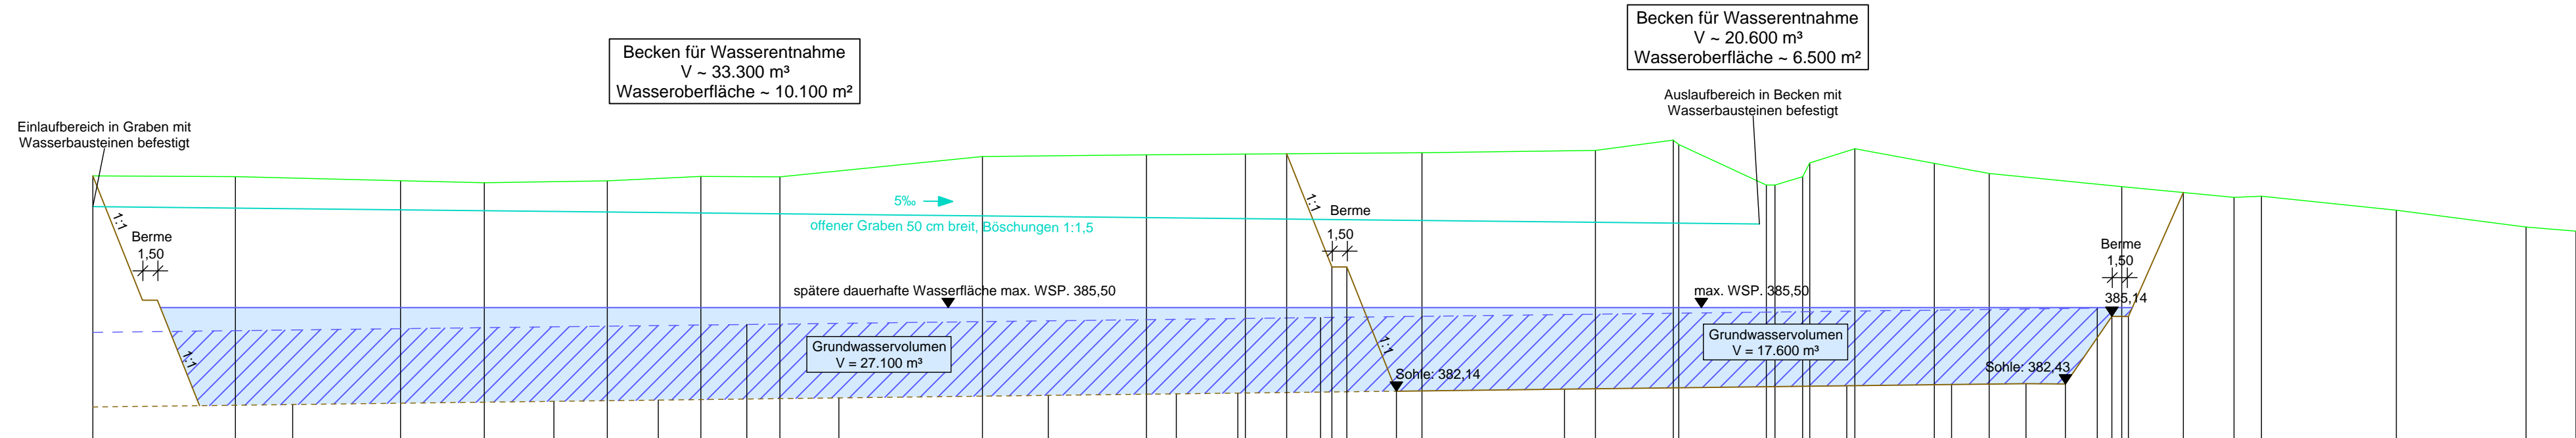 Becken für Wasserentnahme
V ~ 33.300 m³
Wasseroberfläche ~ 10.100 m²
Becken für Wasserentnahme
V ~ 20.600 m³
Wasseroberfläche ~ 6.500 m²
Einlaufbereich in Graben mit
Wasserbausteinen befestigt
Auslaufbereich in Becken mit
Wasserbausteinen befestigt
1:1
Berme
1,50
1:1
5‰
offener Graben 50 cm breit, Böschungen 1:1,5
1:1
Berme
1,50
1:1
Berme
1,50
385,14
spätere dauerhafte Wasserfläche max. WSP. 385,50
max. WSP. 385,50
Grundwasservolumen
V = 27.100 m³
Grundwasservolumen
V = 17.600 m³
Sohle: 382,14
Sohle: 382,43